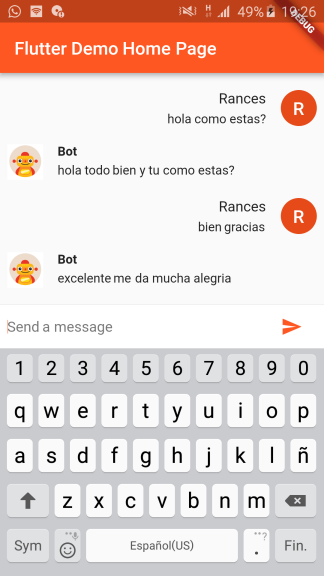 H
49% 19:26
DEBUG
Flutter Demo Home Page
Rances
hola como estas?
R
Bot
hola todo bien y tu como estas?
Rances
bien gracias
R
Bot
excelente me da mucha alegria
Send a message
1 2 3 4 5 6 7 8 9 0
q w e r t y u i o p
a s d f g h j k l ñ
z x c v b n m
Sym Español(US) . Fin.